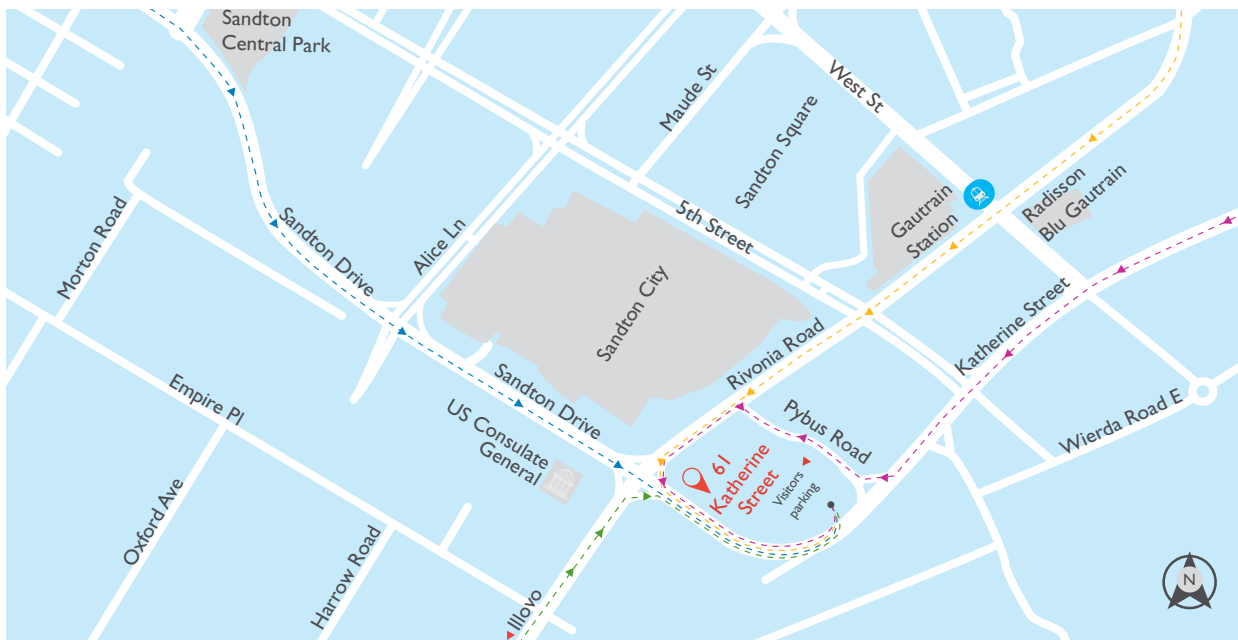 Sandton
Central Park
Maude St
West St
Sandton Square
Morton Road
Sandton Drive
Alice Ln
5th Street
Gautrain
Station
Radisson
Blu Gautrain
Sandton City
Katherine Street
Rivonia Road
Empire Pl
Sandton Drive
US Consulate
General
Pybus Road
Wierda Road E
61
Katherine
Street
Visitors
parking
Oxford Ave
Harrow Road
Illovo
N